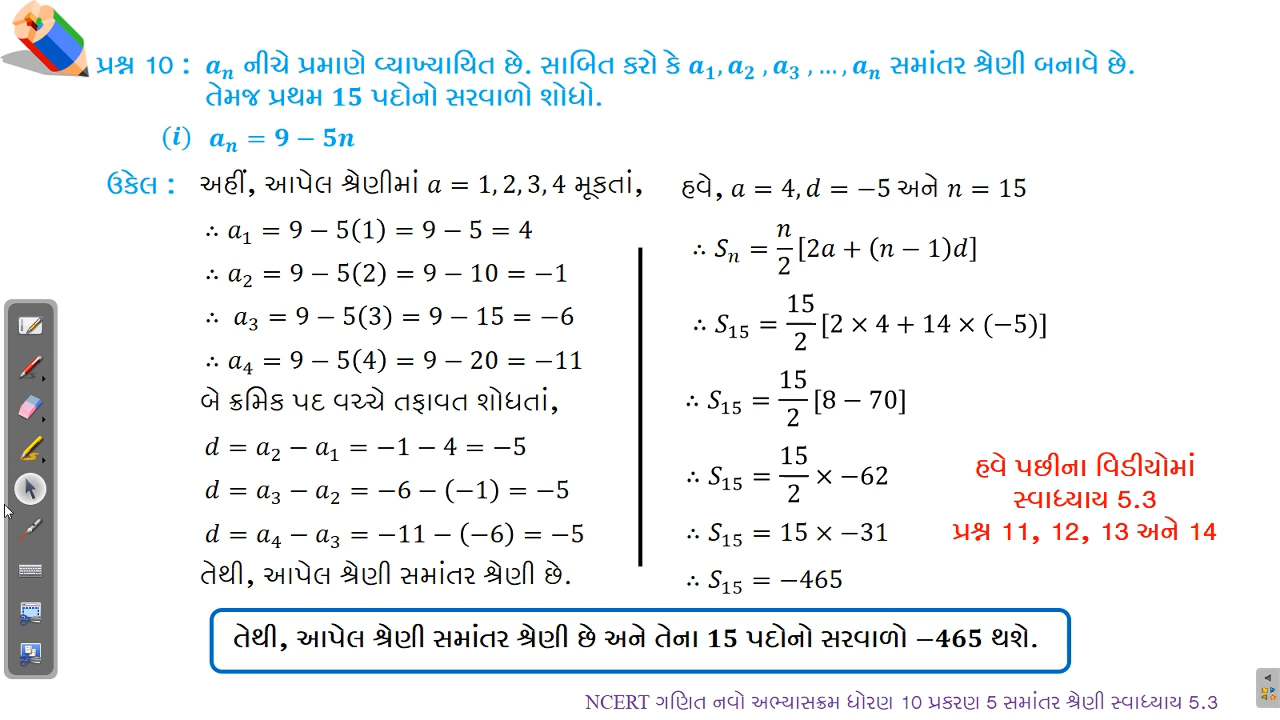 પ્રશ્ન 10 : aₙ નીચે પ્રમાણે વ્યાખ્યાયિત છે. સાબિત કરો કે a₁, a₂ , a₃ , ... , aₙ સમાંતર શ્રેણી બનાવે છે.
તેમજ પ્રથમ 15 પદોનો સરવાળો શોધો.
(i) aₙ = 9 − 5n
ઉકેલ : અહીં, આપેલ શ્રેણીમાં a = 1, 2, 3, 4 મૂકતાં,
∴ a₁ = 9 − 5(1) = 9 − 5 = 4
∴ a₂ = 9 − 5(2) = 9 − 10 = −1
∴ a₃ = 9 − 5(3) = 9 − 15 = −6
∴ a₄ = 9 − 5(4) = 9 − 20 = −11
બે ક્રમિક પદ વચ્ચે તફાવત શોધતાં,
d = a₂ − a₁ = −1 − 4 = −5
d = a₃ − a₂ = −6 − (−1) = −5
d = a₄ − a₃ = −11 − (−6) = −5
તેથી, આપેલ શ્રેણી સમાંતર શ્રેણી છે.
હવે, a = 4, d = −5 અને n = 15
∴ Sₙ = n/2 [2a + (n − 1)d]
∴ S₁₅ = 15/2 [2 × 4 + 14 × (−5)]
∴ S₁₅ = 15/2 [8 − 70]
∴ S₁₅ = 15/2 × −62
∴ S₁₅ = 15 × −31
∴ S₁₅ = −465
હવે પછીના વિડીયોમાં
સ્વાધ્યાય 5.3
પ્રશ્ન 11, 12, 13 અને 14
તેથી, આપેલ શ્રેણી સમાંતર શ્રેણી છે અને તેના 15 પદોનો સરવાળો −465 થશે.
NCERT ગણિત નવો અભ્યાસક્રમ ધોરણ 10 પ્રકરણ 5 સમાંતર શ્રેણી સ્વાધ્યાય 5.3